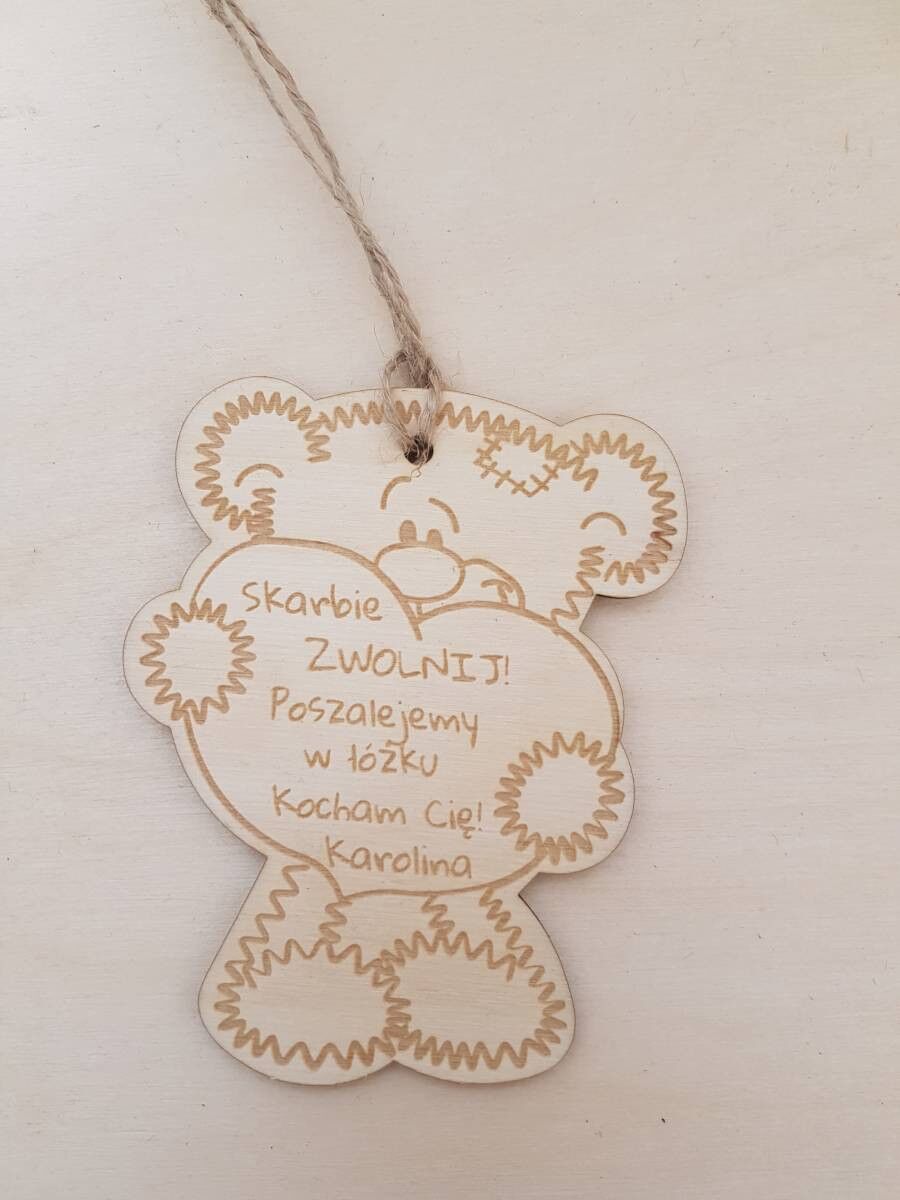 Skarbie
ZWOLNIJ!
Poszalejemy
w łóżku
Kocham Cię!
Karolina